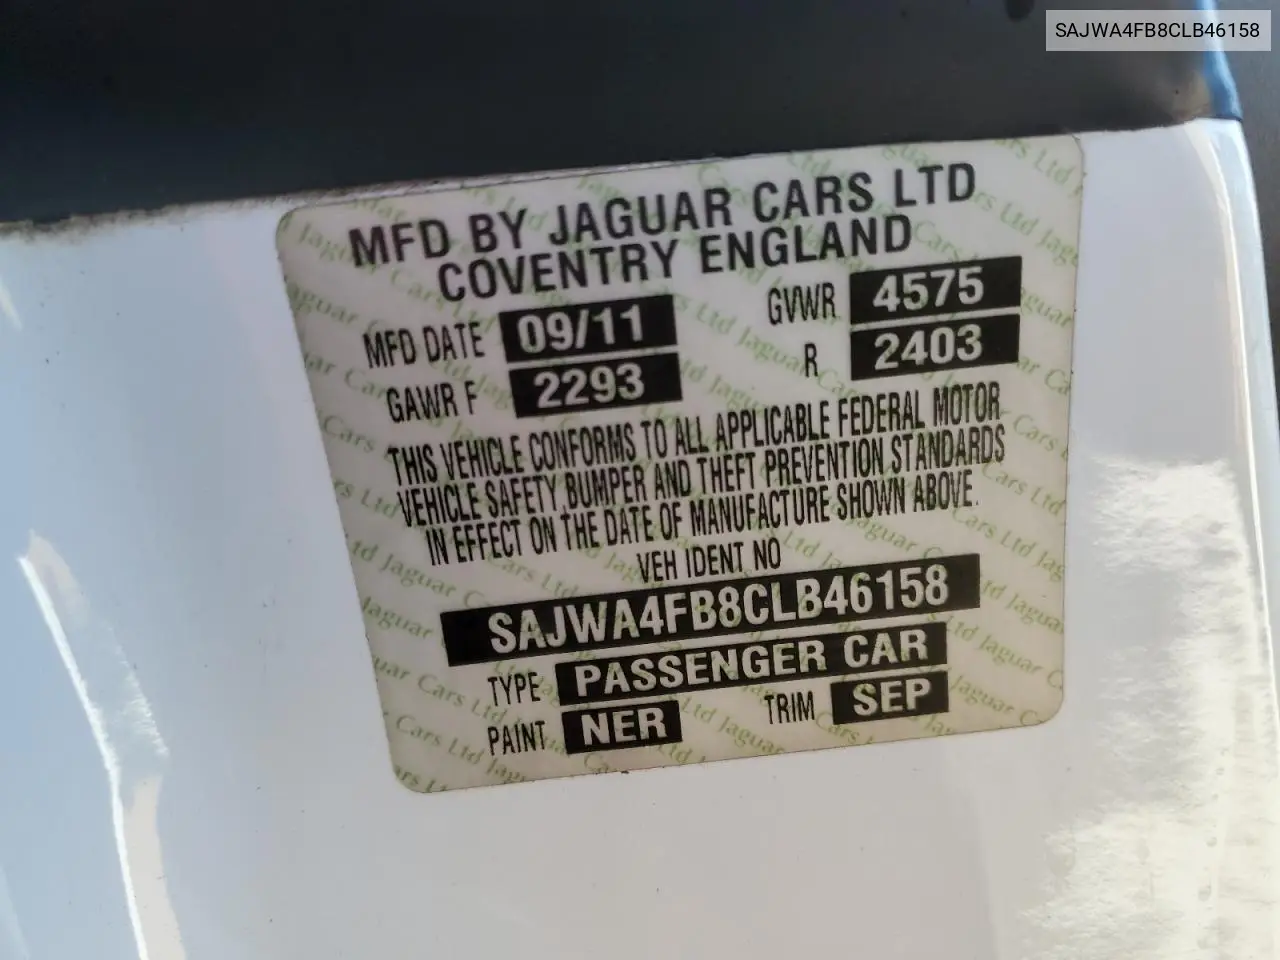 SAJWA4FB8CLB46158
MFD BY JAGUAR CARS LTD
COVENTRY ENGLAND
MFD DATE 09/11 GVWR 4575
GAWR F 2293 R 2403
THIS VEHICLE CONFORMS TO ALL APPLICABLE FEDERAL MOTOR
VEHICLE SAFETY, BUMPER AND THEFT PREVENTION STANDARDS
IN EFFECT ON THE DATE OF MANUFACTURE SHOWN ABOVE.
VEH IDENT NO
SAJWA4FB8CLB46158
TYPE PASSENGER CAR
PAINT NER TRIM SEP